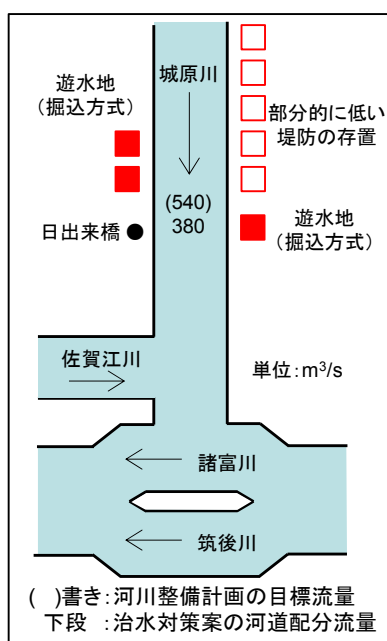 城原川
遊水地
(掘込方式)
部分的に低い
堤防の存置
(540)
380
日出来橋
遊水地
(掘込方式)
佐賀江川
単位:m³/s
諸富川
筑後川
( )書き:河川整備計画の目標流量
下段 :治水対策案の河道配分流量